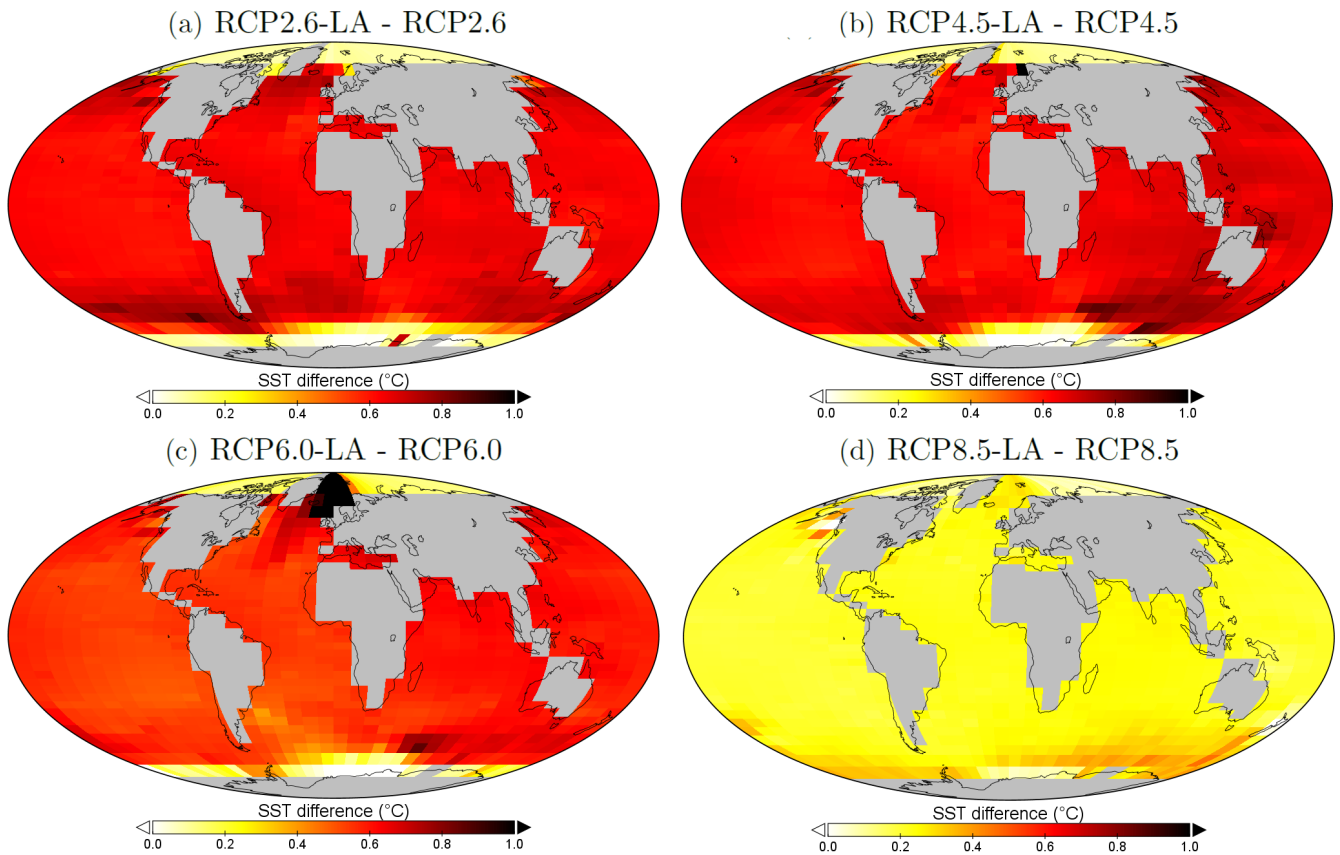 (a) RCP2.6-LA - RCP2.6
(b) RCP4.5-LA - RCP4.5
SST difference (°C)
0.0 0.2 0.4 0.6 0.8 1.0
SST difference (°C)
0.0 0.2 0.4 0.6 0.8 1.0
(c) RCP6.0-LA - RCP6.0
(d) RCP8.5-LA - RCP8.5
SST difference (°C)
0.0 0.2 0.4 0.6 0.8 1.0
SST difference (°C)
0.0 0.2 0.4 0.6 0.8 1.0